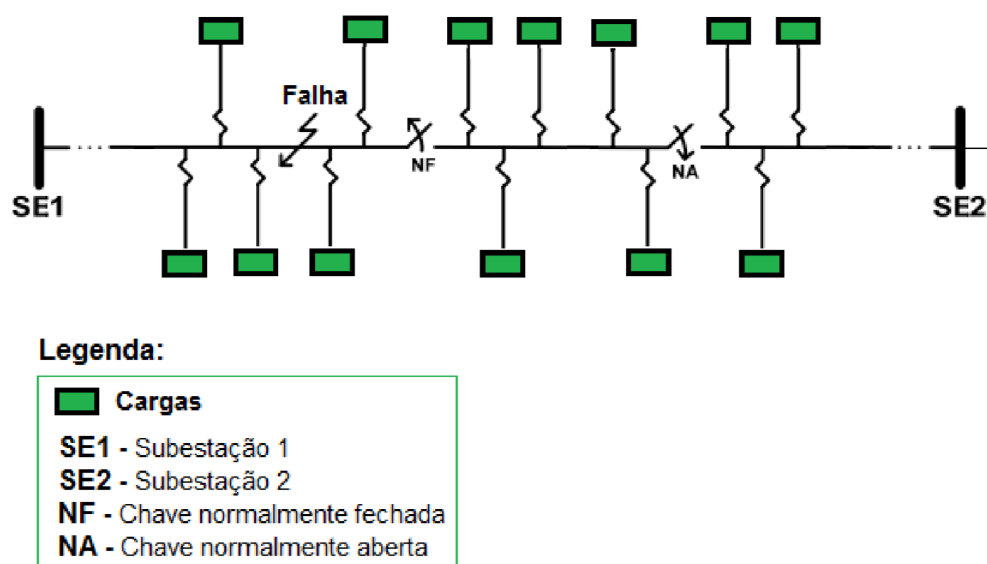 Falha
NF
NA
SE1
SE2
Legenda:
Cargas
SE1 - Subestação 1
SE2 - Subestação 2
NF - Chave normalmente fechada
NA - Chave normalmente aberta